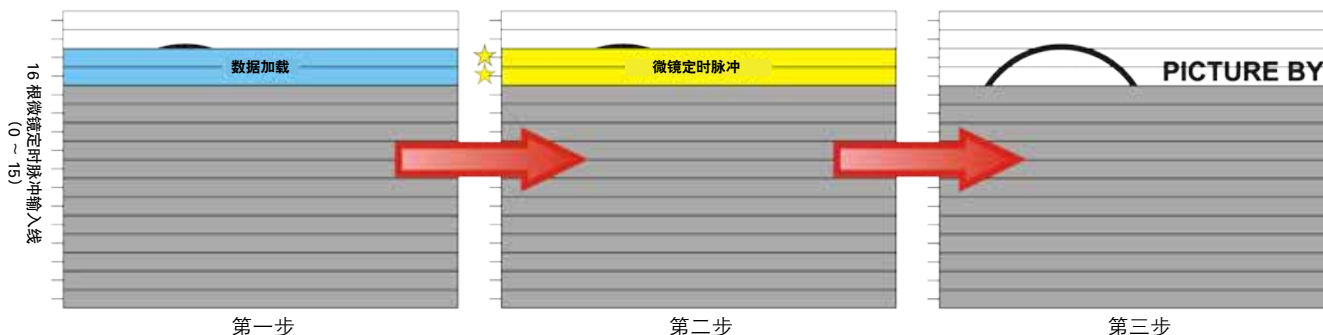 16 根微镜定时脉冲输入线
(0 ~ 15)
数据加载
微镜定时脉冲
PICTURE BY
第一步
第二步
第三步